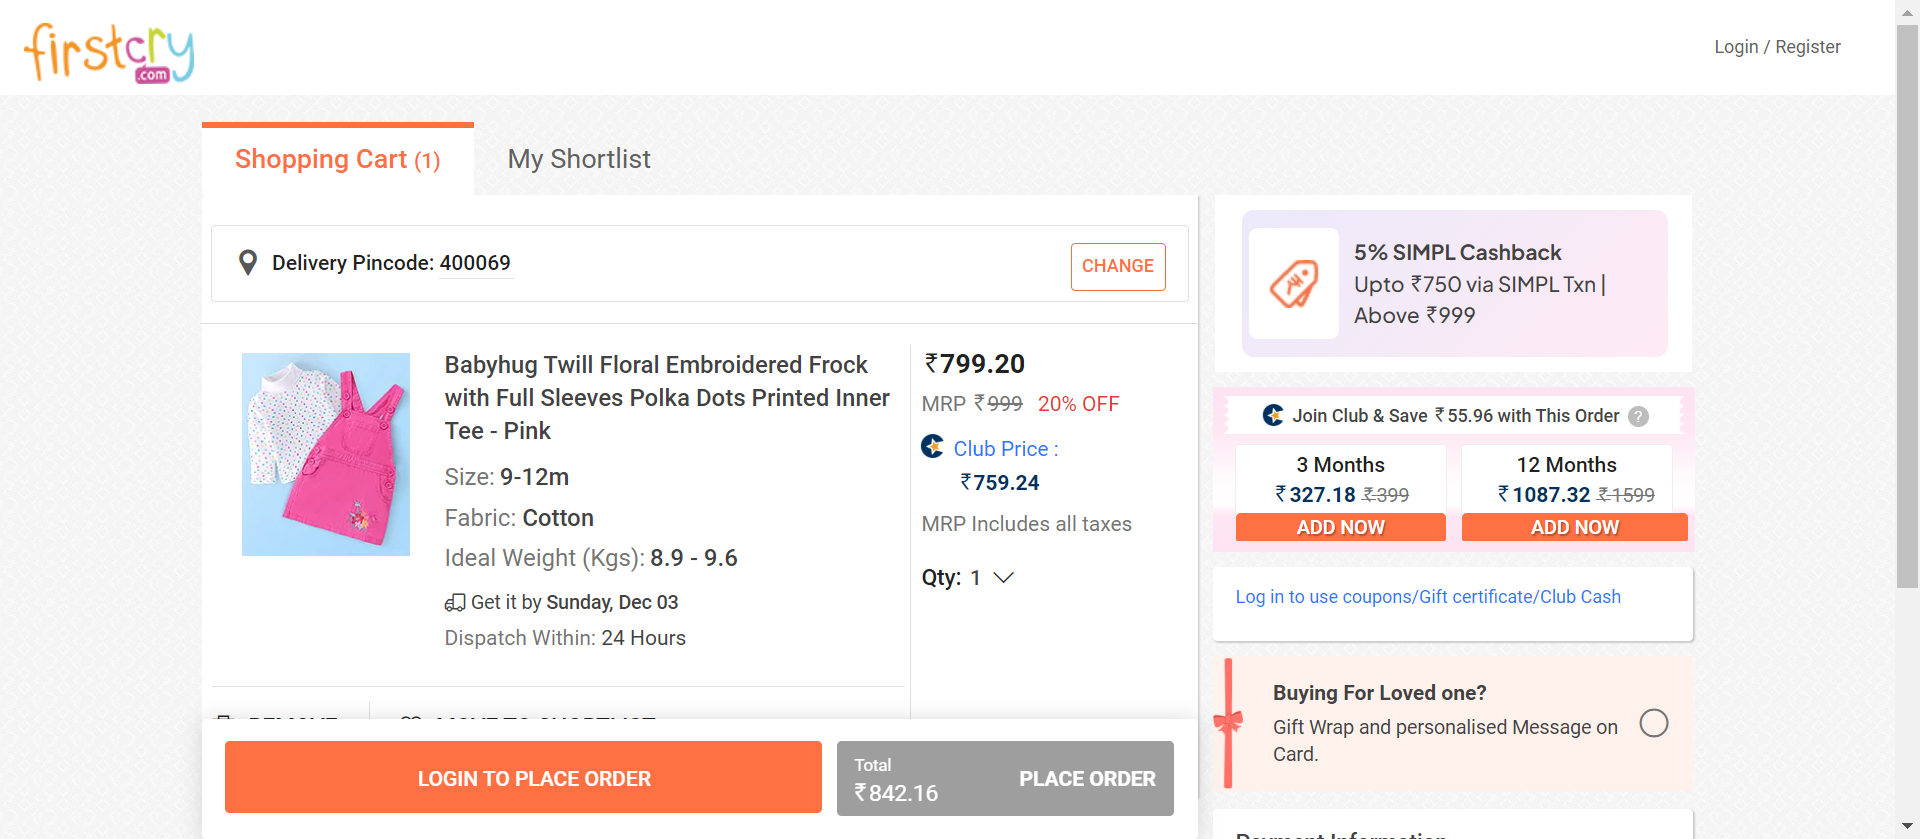 firstcry
.com
Login / Register
Shopping Cart (1)
My Shortlist
Delivery Pincode: 400069
CHANGE
Babyhug Twill Floral Embroidered Frock
with Full Sleeves Polka Dots Printed Inner
Tee - Pink
Size: 9-12m
Fabric: Cotton
Ideal Weight (Kgs): 8.9 - 9.6
Get it by Sunday, Dec 03
Dispatch Within: 24 Hours
₹799.20
MRP ₹999 20% OFF
Club Price :
₹759.24
MRP Includes all taxes
Qty: 1
REMOVE
MOVE TO SHORTLIST
LOGIN TO PLACE ORDER
Total
₹842.16
PLACE ORDER
5% SIMPL Cashback
Upto ₹750 via SIMPL Txn |
Above ₹999
Join Club & Save ₹55.96 with This Order ?
3 Months
₹327.18 ₹399
ADD NOW
12 Months
₹1087.32 ₹1599
ADD NOW
Log in to use coupons/Gift certificate/Club Cash
Buying For Loved one?
Gift Wrap and personalised Message on
Card.
Payment Information